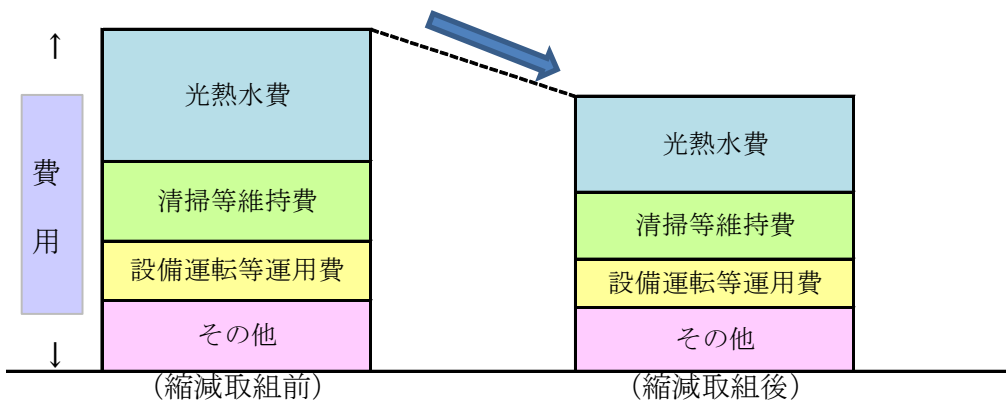 ↑
費
用
↓
光熱水費
清掃等維持費
設備運転等運用費
その他
(縮減取組前)
光熱水費
清掃等維持費
設備運転等運用費
その他
(縮減取組後)